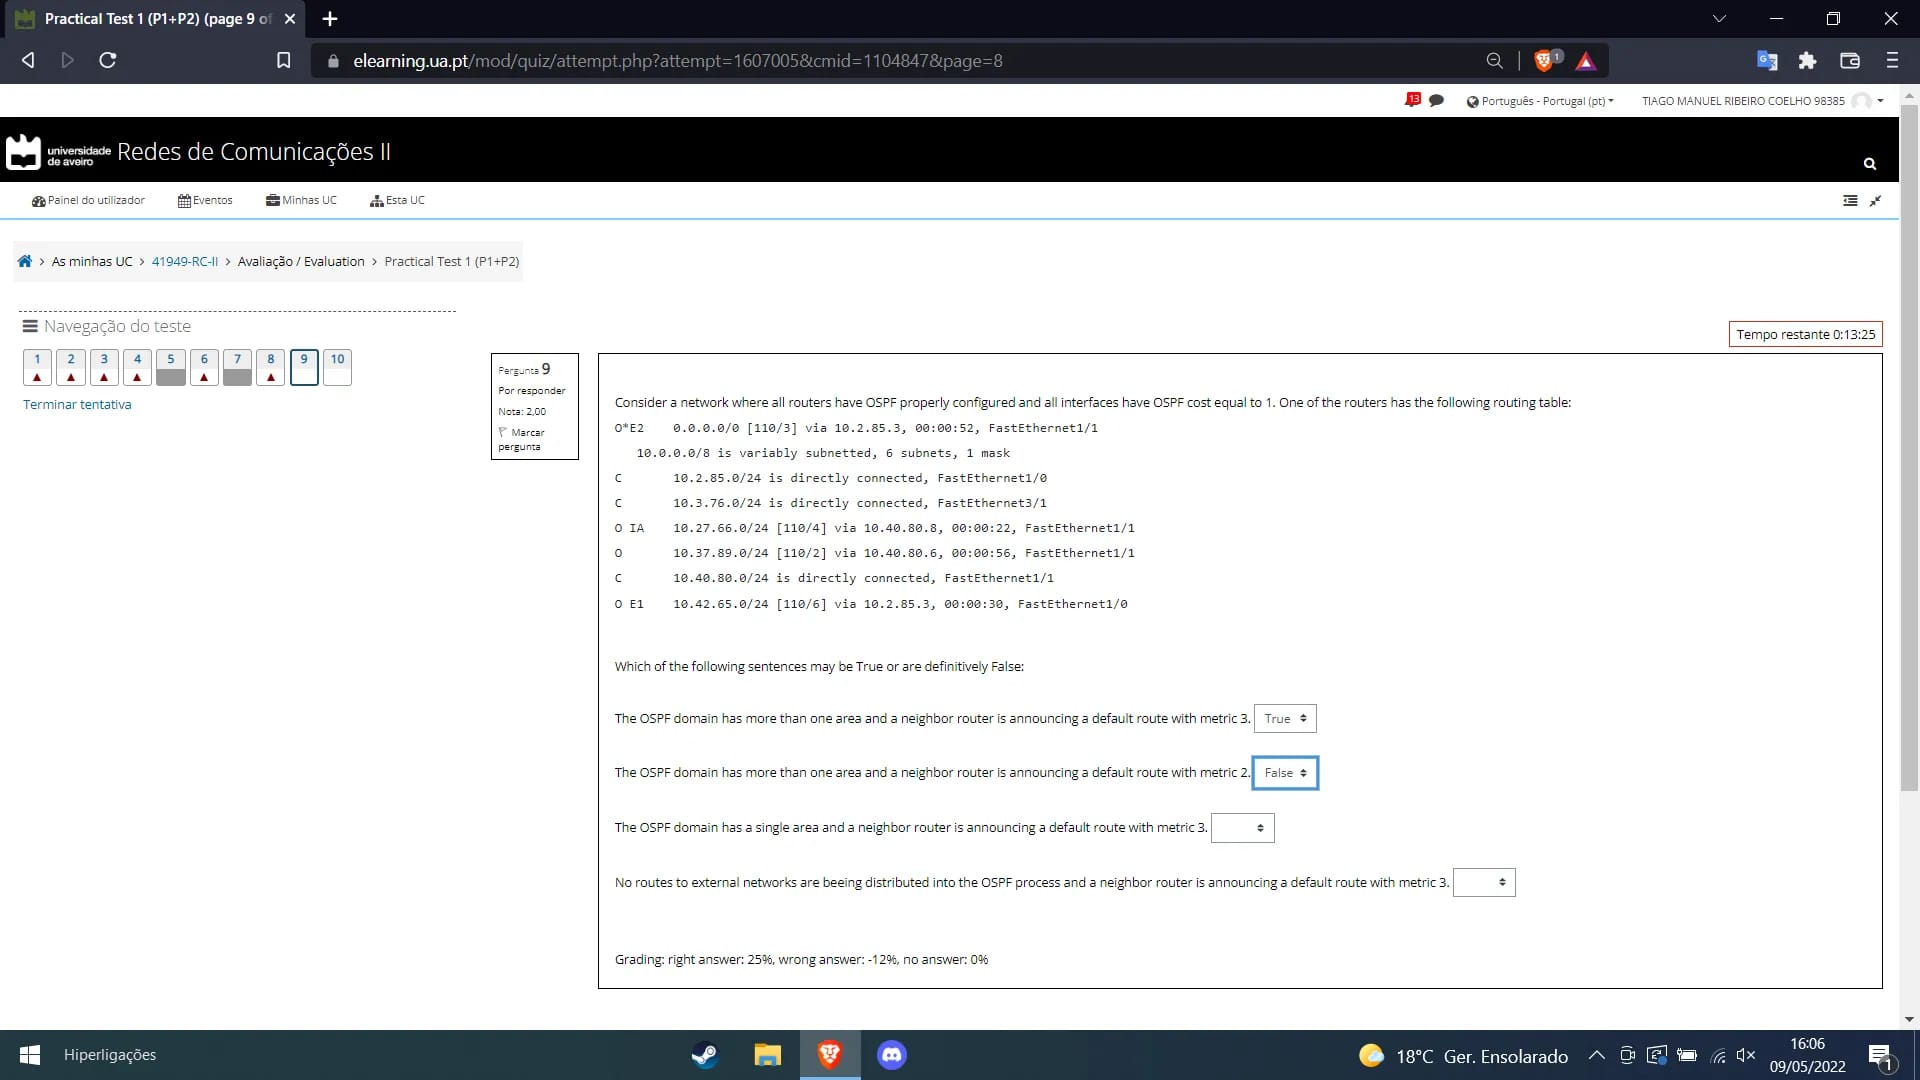 Practical Test 1 (P1+P2) (page 9 of
elearning.ua.pt/mod/quiz/attempt.php?attempt=1607005&cmid=1104847&page=8
1
13
Português - Portugal (pt)
TIAGO MANUEL RIBEIRO COELHO 98385
universidade de aveiro
Redes de Comunicações II
Painel do utilizador
Eventos
Minhas UC
Esta UC
> As minhas UC > 41949-RC-II > Avaliação / Evaluation > Practical Test 1 (P1+P2)
Navegação do teste
1 2 3 4 5 6 7 8 9 10
Terminar tentativa
Tempo restante 0:13:25
Pergunta 9
Por responder
Nota: 2,00
Marcar
pergunta
Consider a network where all routers have OSPF properly configured and all interfaces have OSPF cost equal to 1. One of the routers has the following routing table:
O*E2 0.0.0.0/0 [110/3] via 10.2.85.3, 00:00:52, FastEthernet1/1
10.0.0.0/8 is variably subnetted, 6 subnets, 1 mask
C 10.2.85.0/24 is directly connected, FastEthernet1/0
C 10.3.76.0/24 is directly connected, FastEthernet3/1
O IA 10.27.66.0/24 [110/4] via 10.40.80.8, 00:00:22, FastEthernet1/1
O 10.37.89.0/24 [110/2] via 10.40.80.6, 00:00:56, FastEthernet1/1
C 10.40.80.0/24 is directly connected, FastEthernet1/1
O E1 10.42.65.0/24 [110/6] via 10.2.85.3, 00:00:30, FastEthernet1/0
Which of the following sentences may be True or are definitively False:
The OSPF domain has more than one area and a neighbor router is announcing a default route with metric 3. True
The OSPF domain has more than one area and a neighbor router is announcing a default route with metric 2. False
The OSPF domain has a single area and a neighbor router is announcing a default route with metric 3.
No routes to external networks are beeing distributed into the OSPF process and a neighbor router is announcing a default route with metric 3.
Grading: right answer: 25%, wrong answer: -12%, no answer: 0%
Hiperligações
18°C Ger. Ensolarado
16:06
09/05/2022
1